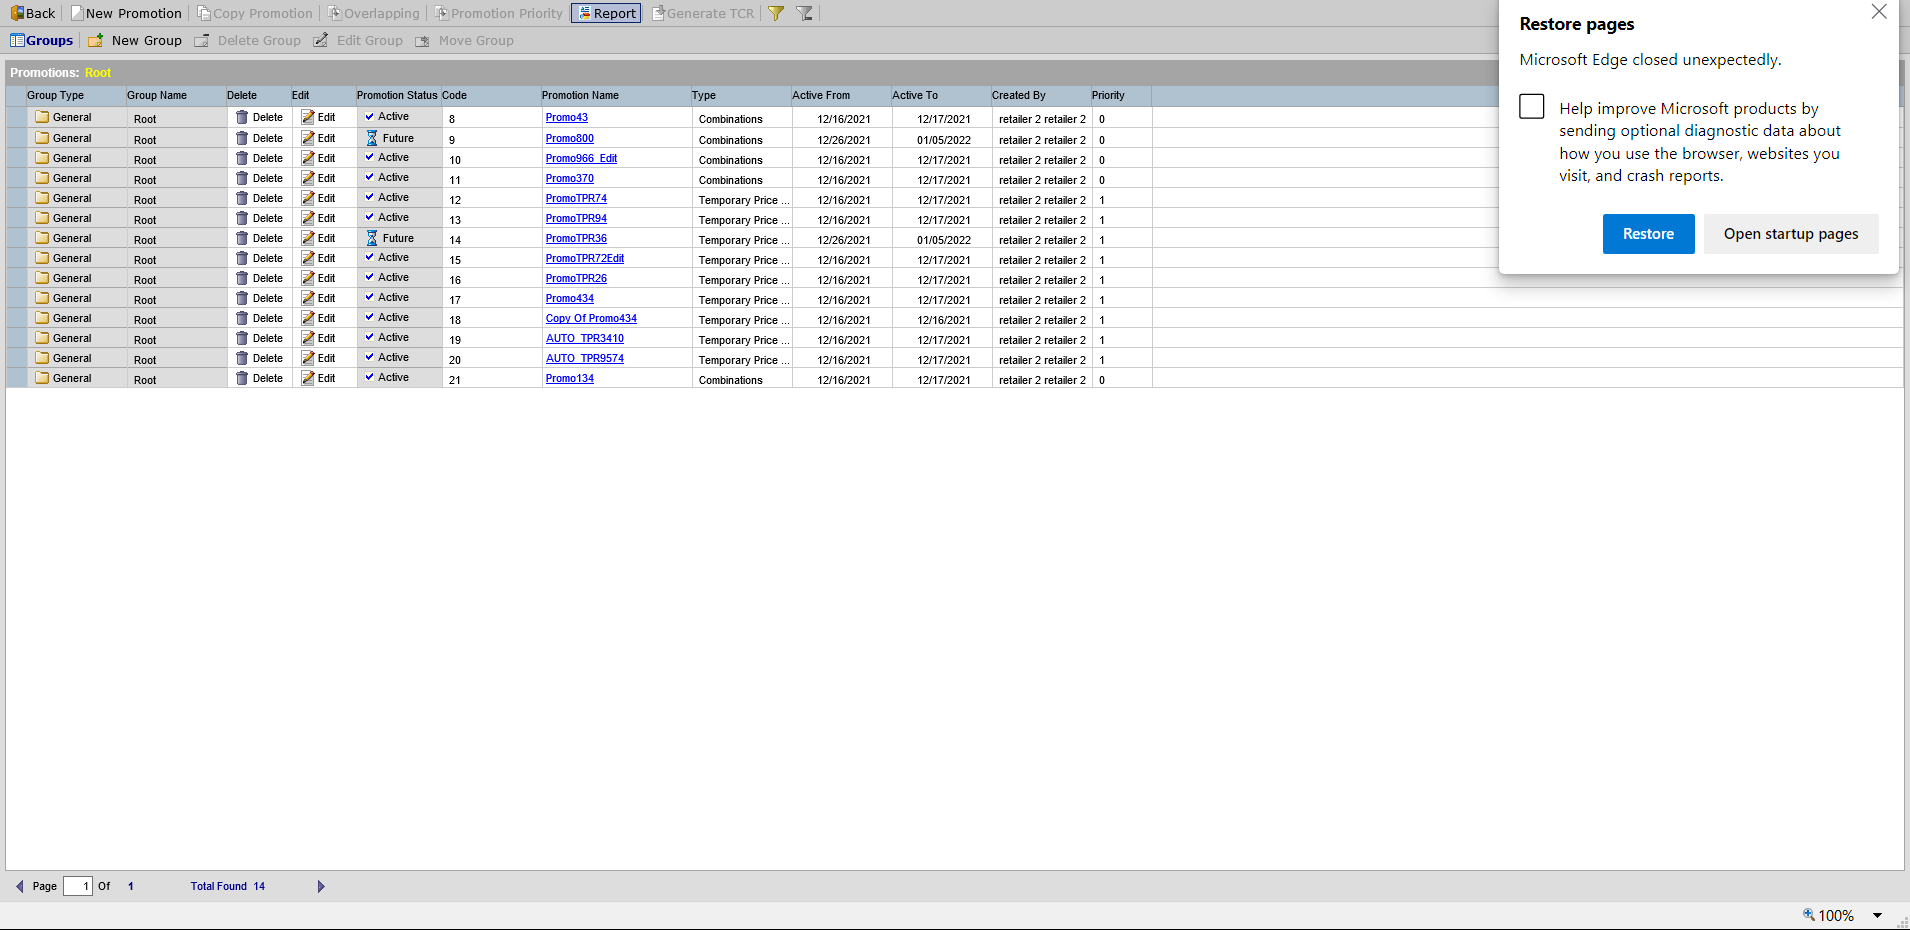 Back New Promotion Copy Promotion Overlapping Promotion Priority Report Generate TCR
Groups New Group Delete Group Edit Group Move Group
Promotions: Root
Group Type Group Name Delete Edit Promotion Status Code Promotion Name Type Active From Active To Created By Priority
General Root Delete Edit Active 8 Promo43 Combinations 12/16/2021 12/17/2021 retailer 2 retailer 2 0
General Root Delete Edit Future 9 Promo800 Combinations 12/26/2021 01/05/2022 retailer 2 retailer 2 0
General Root Delete Edit Active 10 Promo966_Edit Combinations 12/16/2021 12/17/2021 retailer 2 retailer 2 0
General Root Delete Edit Active 11 Promo370 Combinations 12/16/2021 12/17/2021 retailer 2 retailer 2 0
General Root Delete Edit Active 12 PromoTPR74 Temporary Price ... 12/16/2021 12/17/2021 retailer 2 retailer 2 1
General Root Delete Edit Active 13 PromoTPR94 Temporary Price ... 12/16/2021 12/17/2021 retailer 2 retailer 2 1
General Root Delete Edit Future 14 PromoTPR36 Temporary Price ... 12/26/2021 01/05/2022 retailer 2 retailer 2 1
General Root Delete Edit Active 15 PromoTPR72Edit Temporary Price ... 12/16/2021 12/17/2021 retailer 2 retailer 2 1
General Root Delete Edit Active 16 PromoTPR26 Temporary Price ... 12/16/2021 12/17/2021 retailer 2 retailer 2 1
General Root Delete Edit Active 17 Promo434 Temporary Price ... 12/16/2021 12/17/2021 retailer 2 retailer 2 1
General Root Delete Edit Active 18 Copy Of Promo434 Temporary Price ... 12/16/2021 12/16/2021 retailer 2 retailer 2 1
General Root Delete Edit Active 19 AUTO_TPR3410 Temporary Price ... 12/16/2021 12/17/2021 retailer 2 retailer 2 1
General Root Delete Edit Active 20 AUTO_TPR9574 Temporary Price ... 12/16/2021 12/17/2021 retailer 2 retailer 2 1
General Root Delete Edit Active 21 Promo134 Combinations 12/16/2021 12/17/2021 retailer 2 retailer 2 0
Page 1 Of 1 Total Found 14
100%
Restore pages
Microsoft Edge closed unexpectedly.
Help improve Microsoft products by
sending optional diagnostic data about
how you use the browser, websites you
visit, and crash reports.
Restore Open startup pages